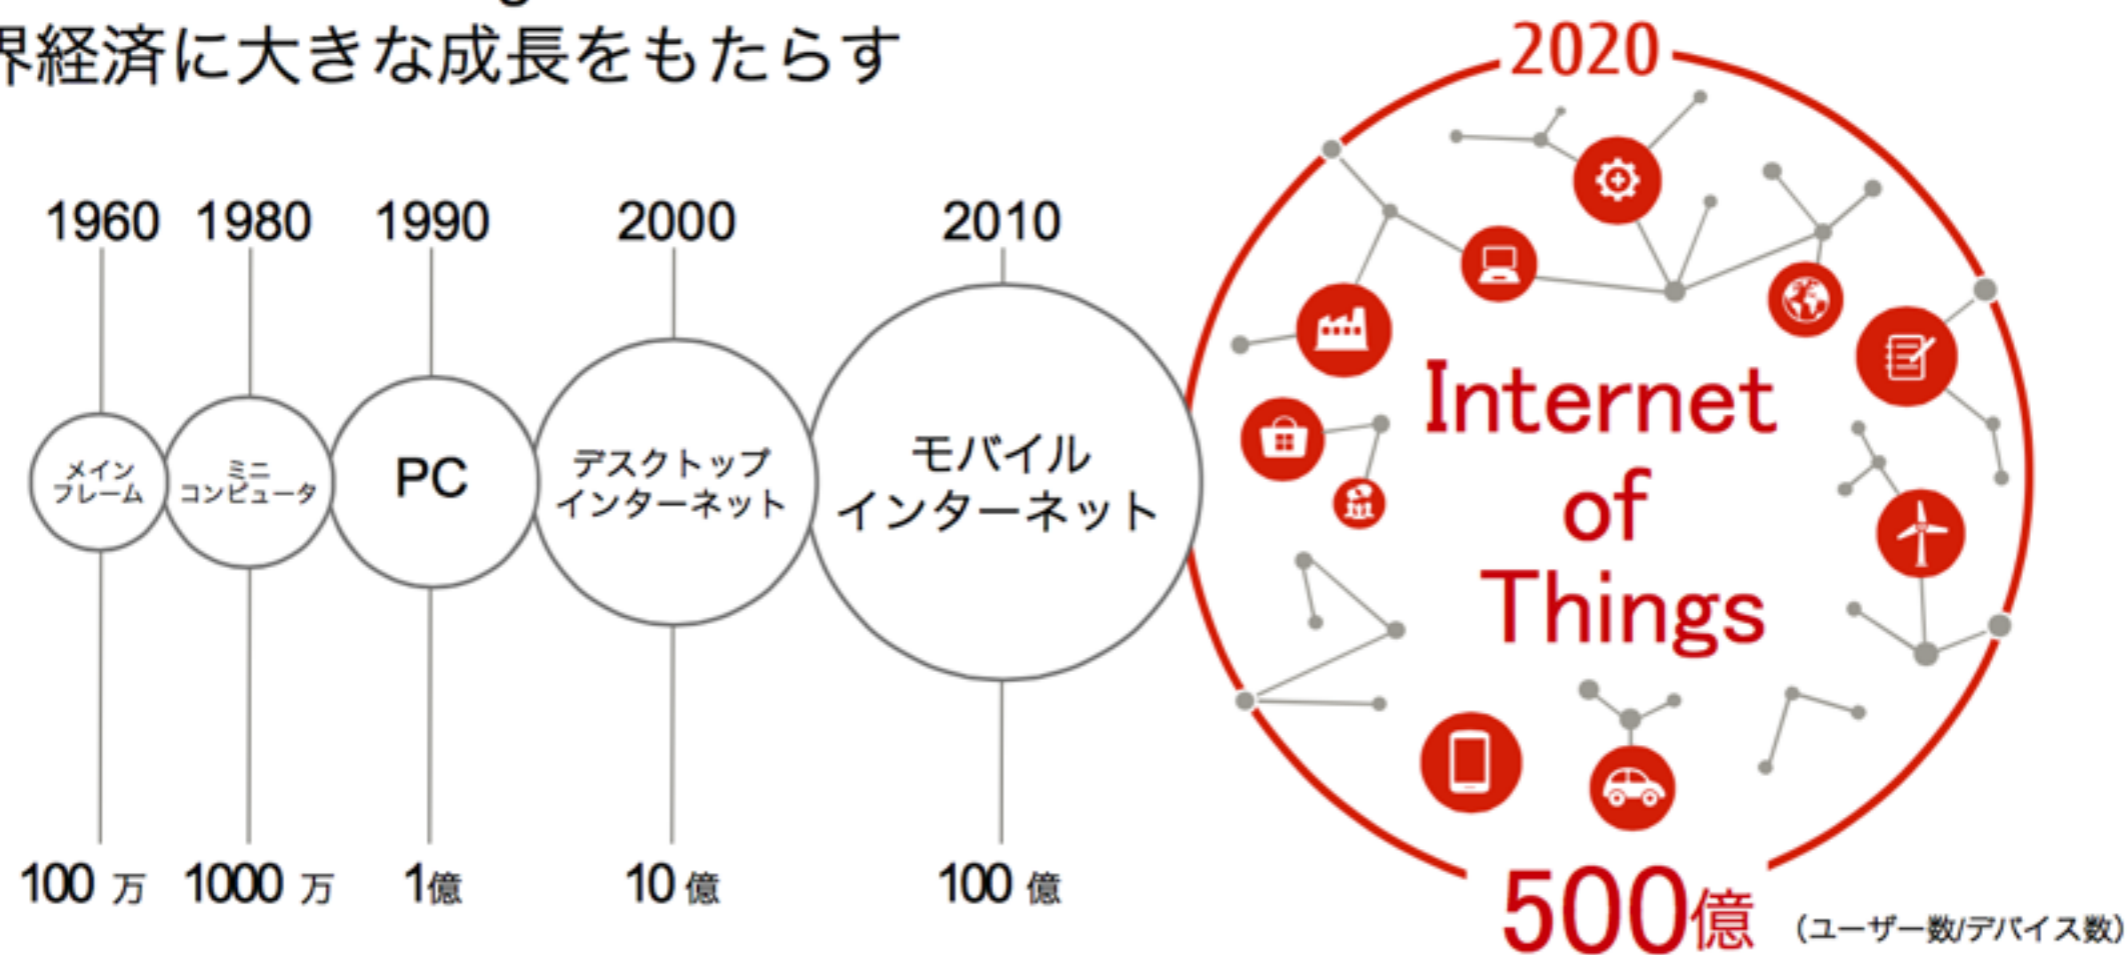 界経済に大きな成長をもたらす
2020
1960 1980 1990 2000 2010
メイン
フレーム
ミニ
コンピュータ
PC
デスクトップ
インターネット
モバイル
インターネット
Internet
of
Things
100 万 1000 万 1億 10 億 100 億
500億 (ユーザー数/デバイス数)